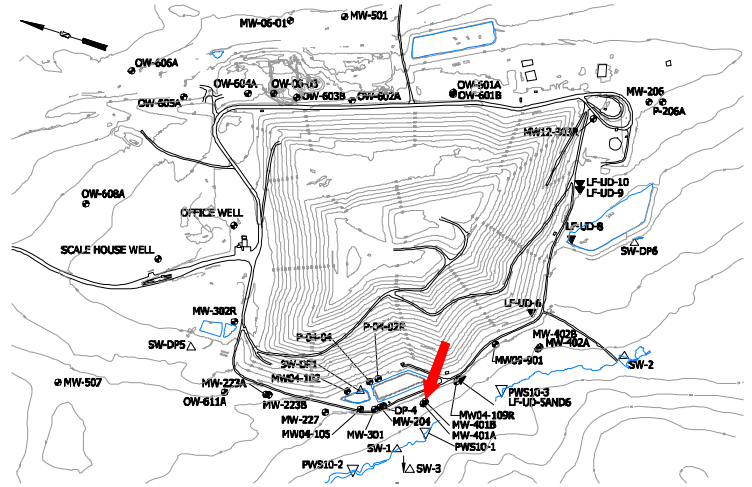 MW-501
MW-06-01
OW-606A
OW-604A
OW-605A
OW-603B
OW-602A
OW-601A
OW-601B
MW-206
P-206A
MW12-303R
LF-UD-10
LF-UD-9
OW-608A
OFFICE WELL
LF-UD-8
SW-DP6
SCALE HOUSE WELL
MW-302R
LF-UD-6
P-04-04
P-04-02R
MW-402B
MW-402A
SW-DP5
SW-DP1
MW09-901
SW-2
MW04-102
MW-507
MW-223A
PWS10-3
LF-UD-SAND6
OW-611A
MW-223B
DP-4
MW04-109R
MW-227
MW-204
MW-401B
MW04-105
MW-301
MW-401A
SW-1
PWS10-1
PWS10-2
SW-3